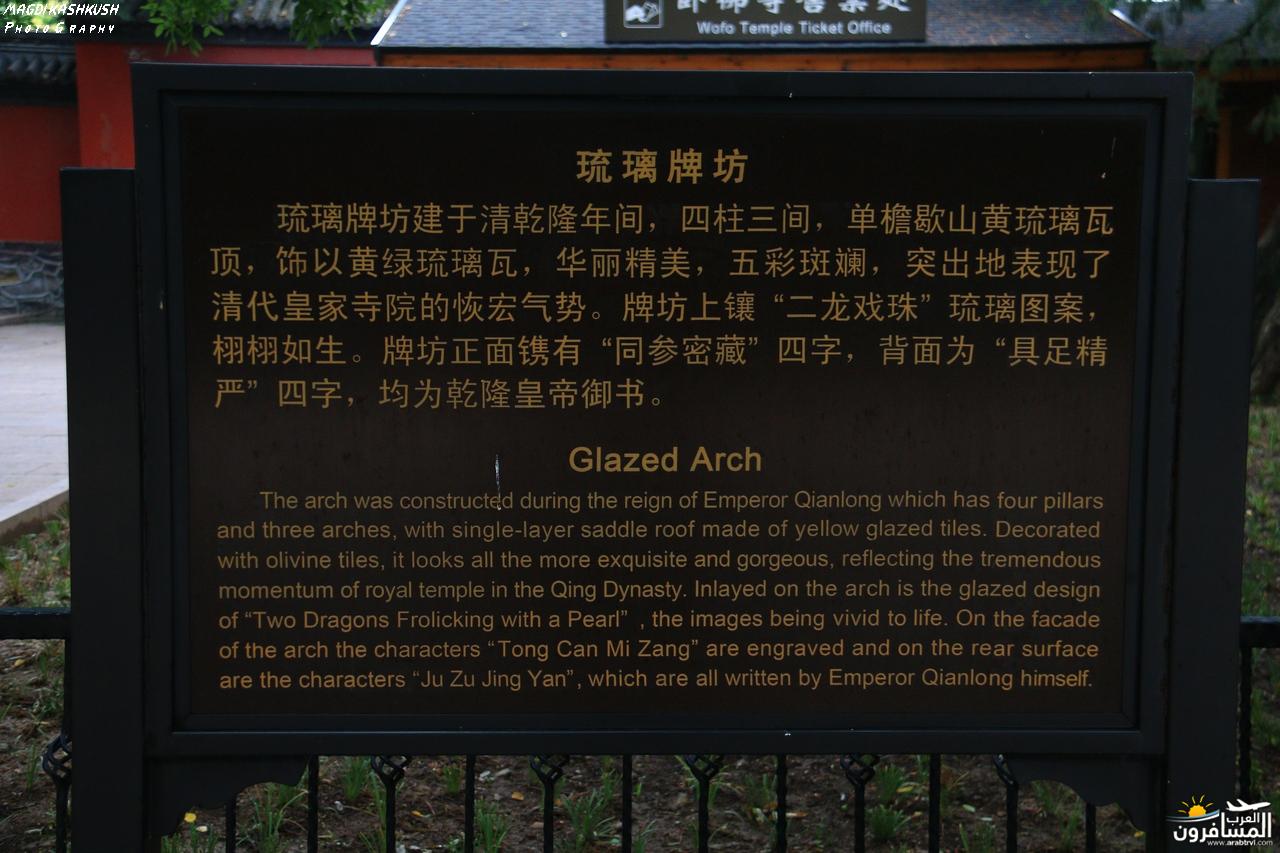 MAGDI KASHKUSH
PHOTOGRAPHY
卧佛寺售票处
Wofo Temple Ticket Office
琉璃牌坊
琉璃牌坊建于清乾隆年间，四柱三间，单檐歇山黄琉璃瓦
顶，饰以黄绿琉璃瓦，华丽精美，五彩斑斓，突出地表现了
清代皇家寺院的恢宏气势。牌坊上镶“二龙戏珠”琉璃图案，
栩栩如生。牌坊正面镌有“同参密藏”四字，背面为“具足精
严”四字，均为乾隆皇帝御书。
Glazed Arch
The arch was constructed during the reign of Emperor Qianlong which has four pillars
and three arches, with single-layer saddle roof made of yellow glazed tiles. Decorated
with olivine tiles, it looks all the more exquisite and gorgeous, reflecting the tremendous
momentum of royal temple in the Qing Dynasty. Inlayed on the arch is the glazed design
of “Two Dragons Frolicking with a Pearl” , the images being vivid to life. On the facade
of the arch the characters “Tong Can Mi Zang” are engraved and on the rear surface
are the characters “Ju Zu Jing Yan”, which are all written by Emperor Qianlong himself.
العرب
المسافرون
www.arabtrvl.com